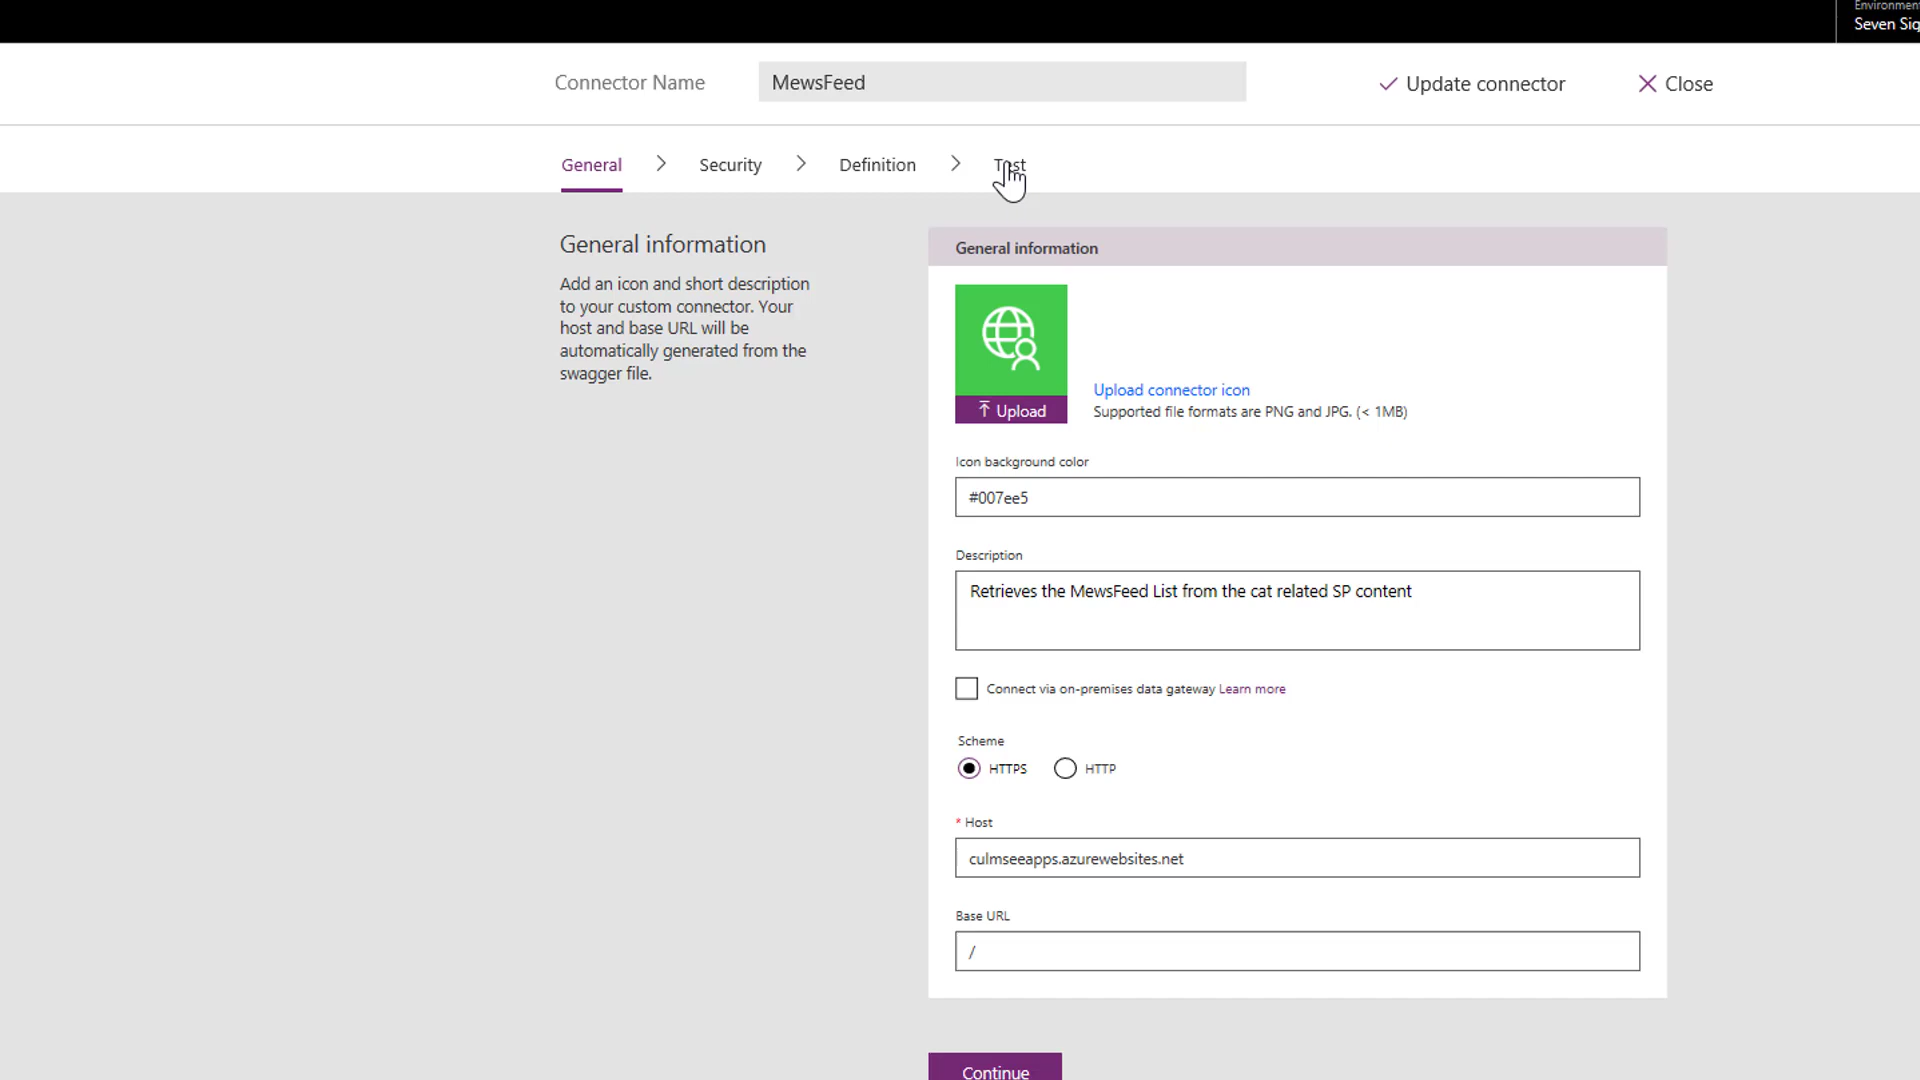 Environment
Seven Sig
Connector Name
MewsFeed
Update connector
Close
General
Security
Definition
Test
General information
Add an icon and short description
to your custom connector. Your
host and base URL will be
automatically generated from the
swagger file.
General information
Upload
Upload connector icon
Supported file formats are PNG and JPG. (< 1MB)
Icon background color
#007ee5
Description
Retrieves the MewsFeed List from the cat related SP content
Connect via on-premises data gateway Learn more
Scheme
HTTPS
HTTP
* Host
culmseeapps.azurewebsites.net
Base URL
/
Continue